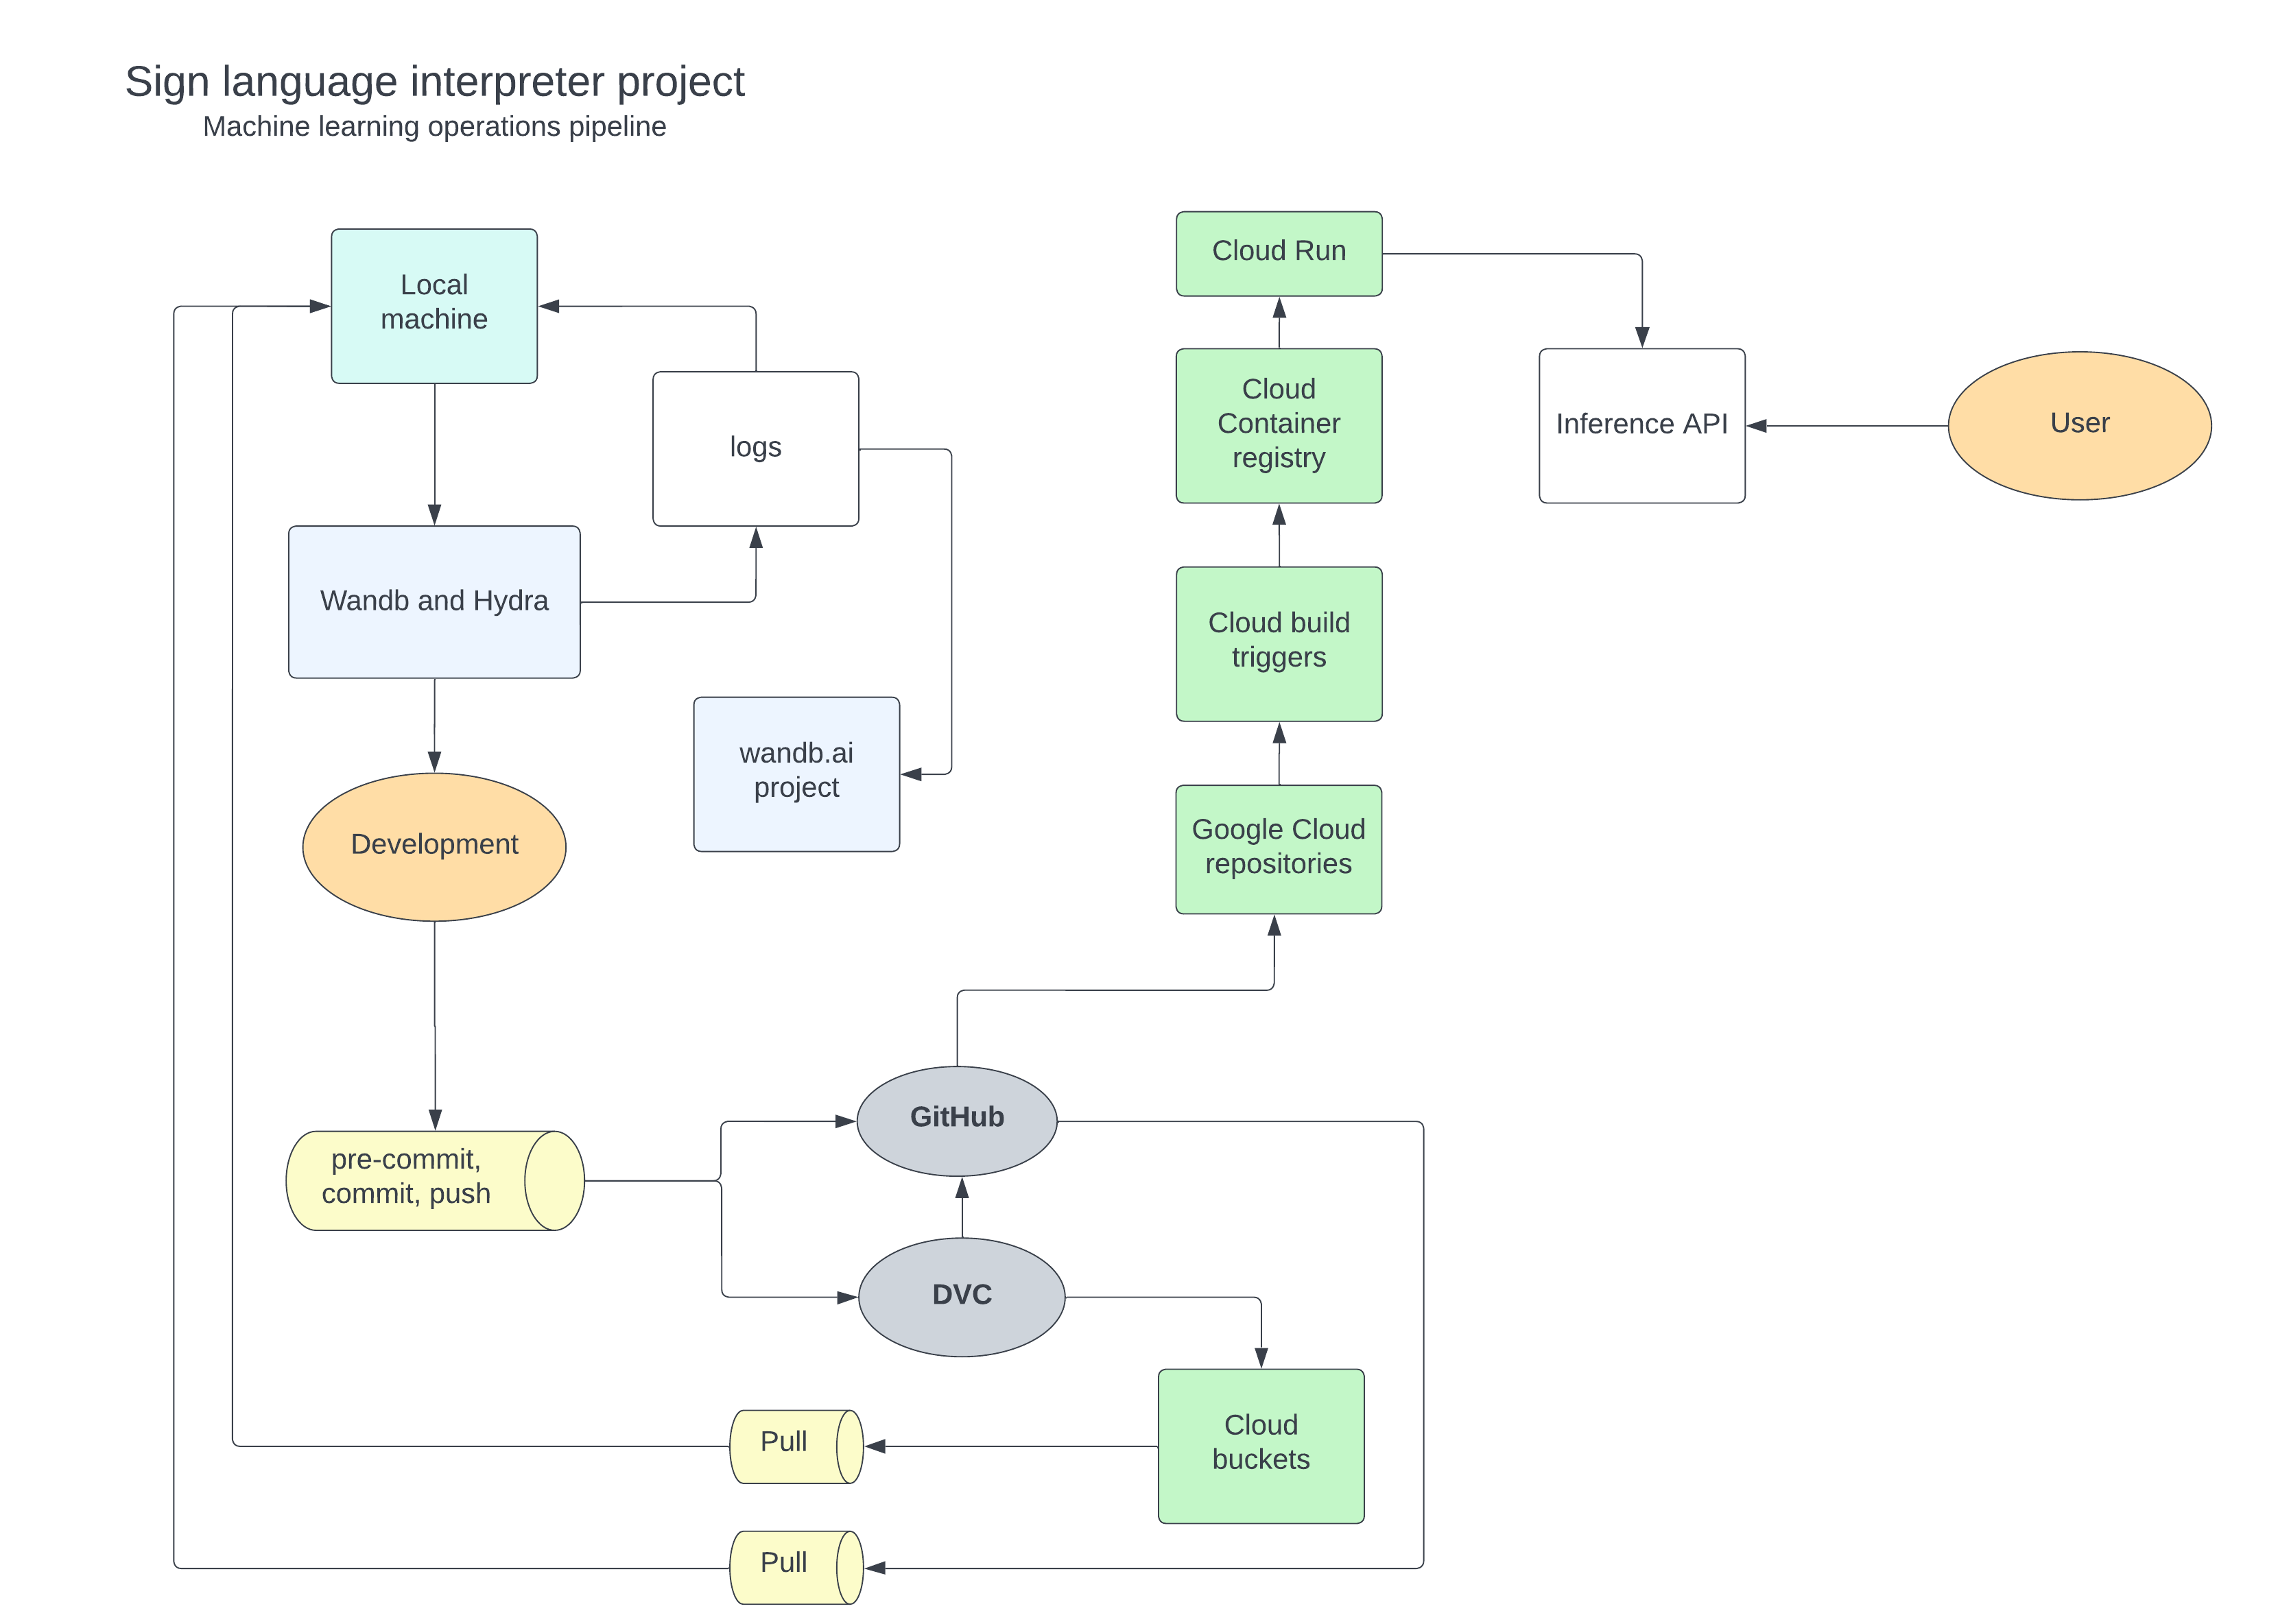 Sign language interpreter project
Machine learning operations pipeline
Local
machine
logs
Wandb and Hydra
wandb.ai
project
Development
pre-commit,
commit, push
Cloud Run
Cloud
Container
registry
Inference API
User
Cloud build
triggers
Google Cloud
repositories
GitHub
DVC
Cloud
buckets
Pull
Pull